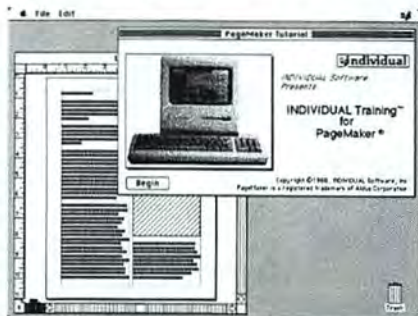 File Edit
PageMaker Tutorial
individual
INDIVIDUAL Software
Presents
INDIVIDUAL Training™
for
PageMaker®
Begin
Copyright ©1988, INDIVIDUAL Software, Inc.
PageMaker is a registered trademark of Aldus Corporation
Trash